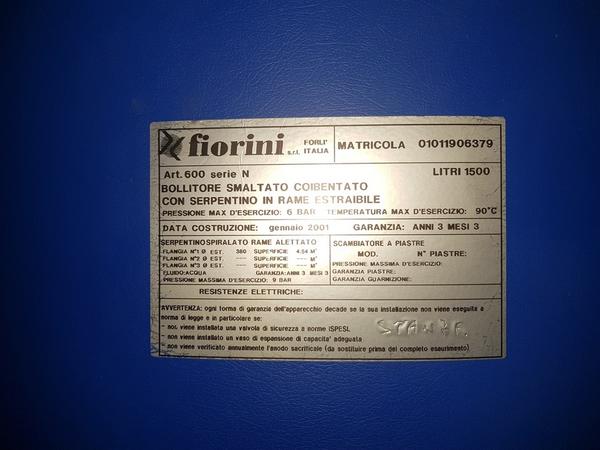 fiorini s.r.l. FORLI' ITALIA MATRICOLA 01011906379
Art. 600 serie N LITRI 1500
BOLLITORE SMALTATO COIBENTATO
CON SERPENTINO IN RAME ESTRAIBILE
PRESSIONE MAX D'ESERCIZIO: 6 BAR TEMPERATURA MAX D'ESERCIZIO: 90°C
DATA COSTRUZIONE: gennaio 2001 GARANZIA: ANNI 3 MESI 3
SERPENTINO SPIRALATO RAME ALETTATO
FLANGIA N°1 Ø EST. 380 SUPERFICIE 4.54 M²
FLANGIA N°2 Ø EST. --- SUPERFICIE --- M²
FLANGIA N°3 Ø EST. --- SUPERFICIE --- M²
FLUIDO: ACQUA GARANZIA: ANNI 3 MESI 3
PRESSIONE MASSIMA D'ESERCIZIO: 9 BAR
SCAMBIATORE A PIASTRE
MOD. N° PIASTRE:
PRESSIONE MASSIMA D'ESERCIZIO:
GARANZIA PIASTRE:
GARANZIA GUARNIZIONE:
RESISTENZE ELETTRICHE:
AVVERTENZA: ogni forma di garanzia dell'apparecchio decade se la sua installazione non viene eseguita a
norma di legge e in particolare se:
- non viene installata una valvola di sicurezza a norme ISPESL
- non viene installato un vaso di espansione di capacita' adeguata
- non viene verificato annualmente l'anodo sacrificale (da sostituire prima del completo esaurimento)